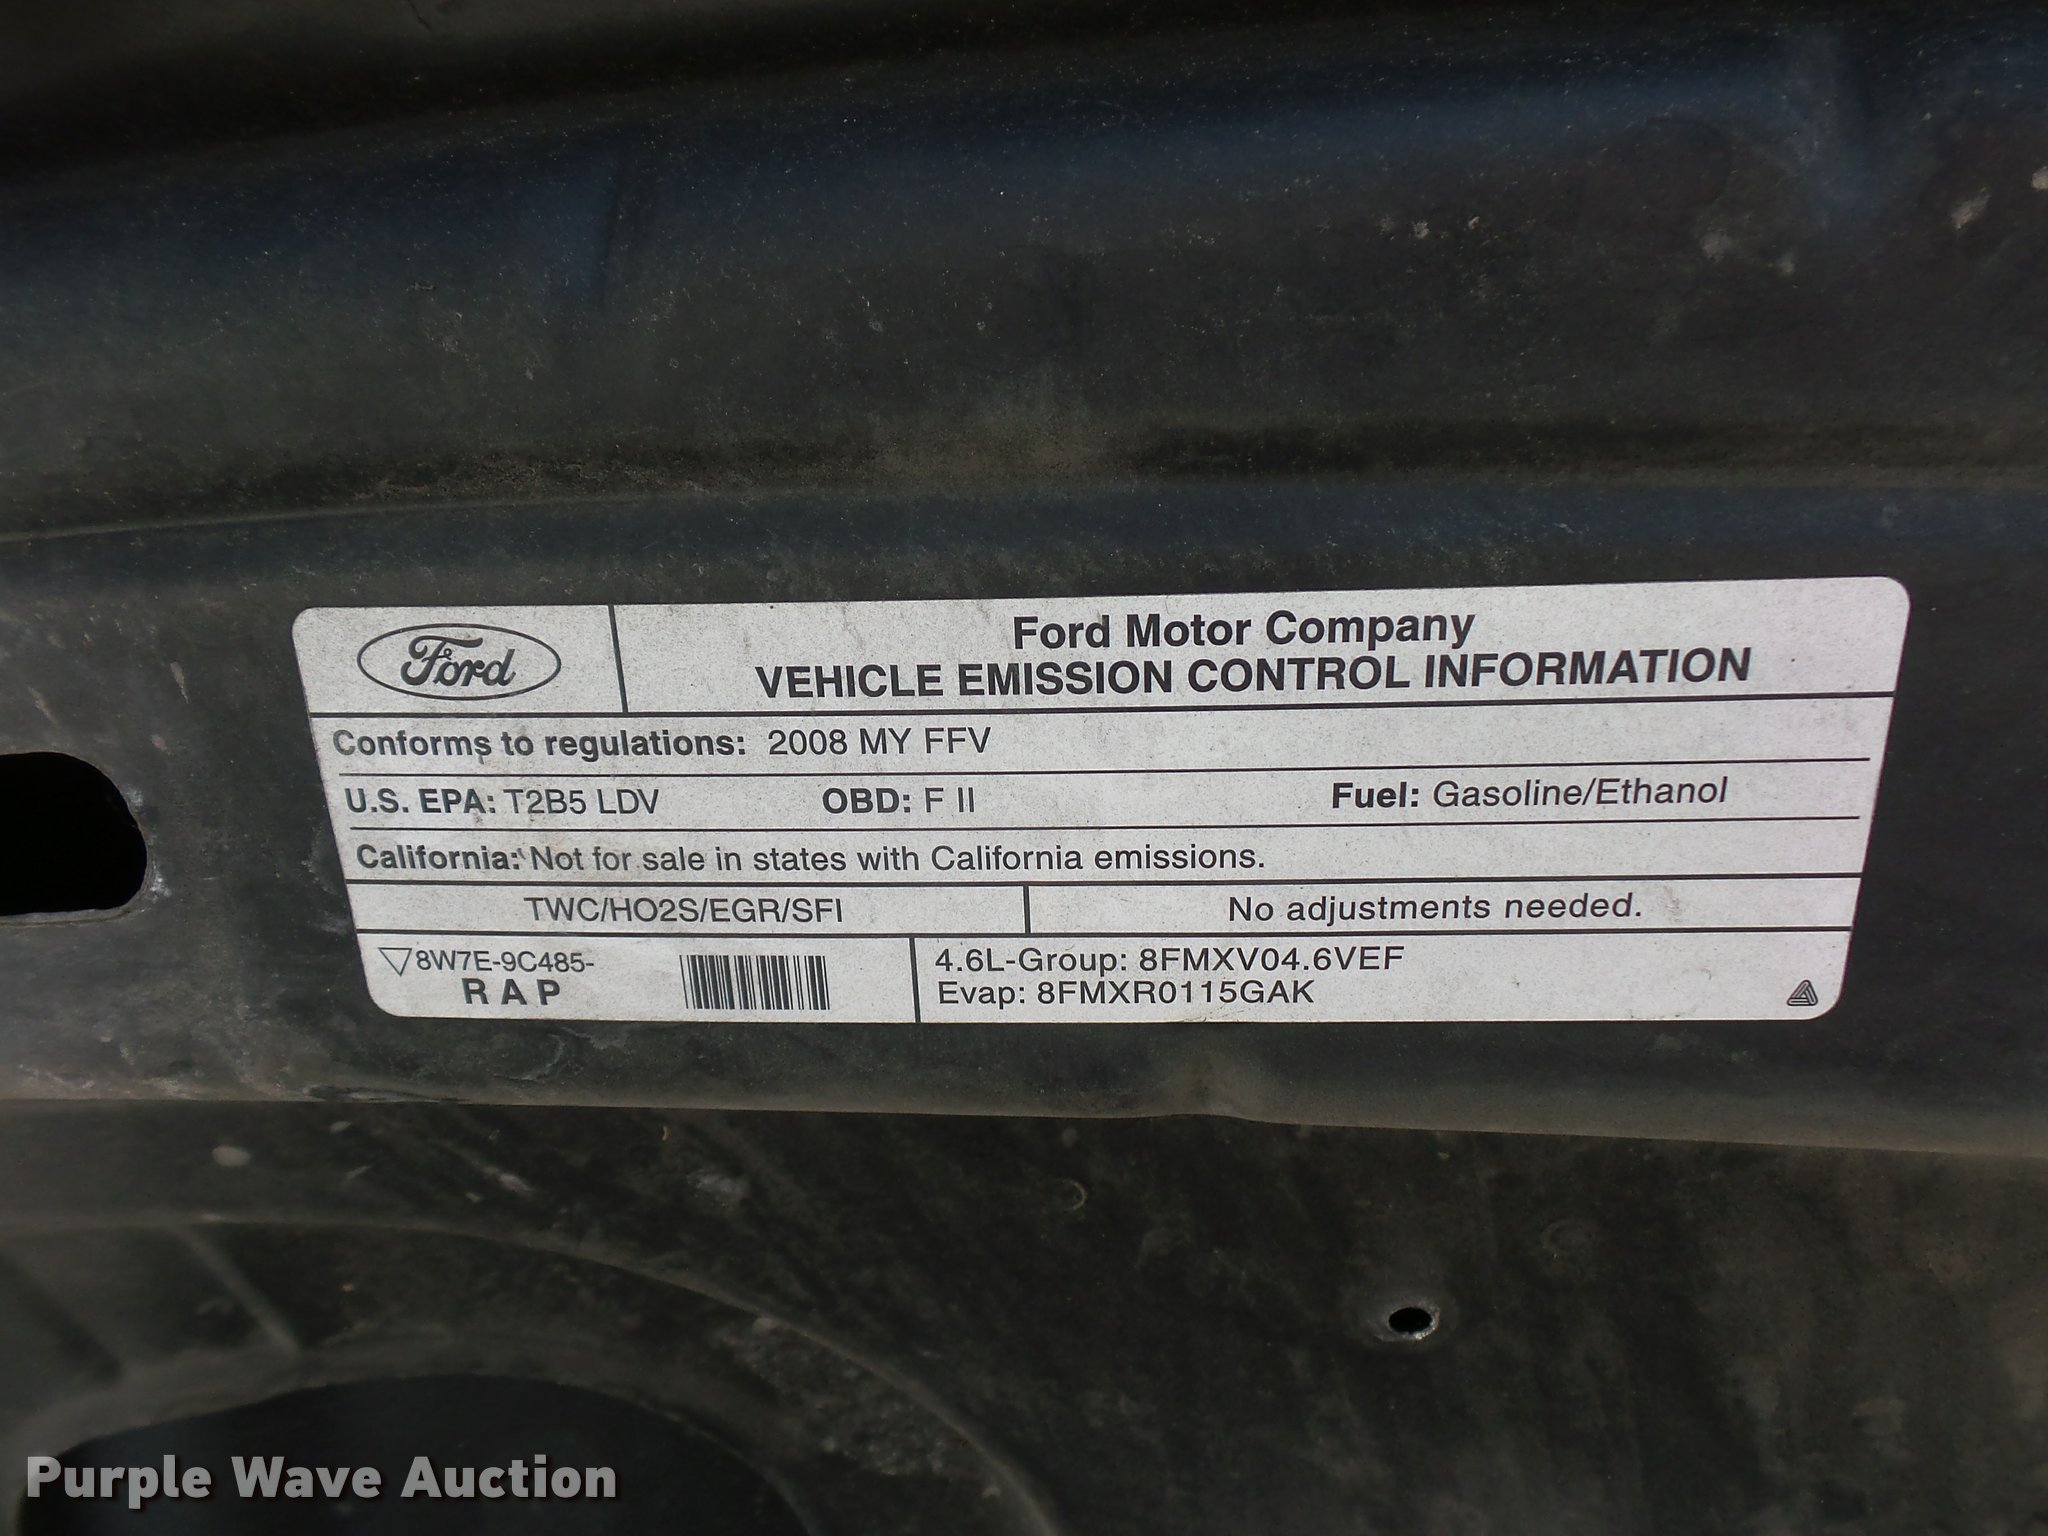 Ford
Ford Motor Company
VEHICLE EMISSION CONTROL INFORMATION
Conforms to regulations: 2008 MY FFV
U.S. EPA: T2B5 LDV OBD: F II Fuel: Gasoline/Ethanol
California: Not for sale in states with California emissions.
TWC/HO2S/EGR/SFI No adjustments needed.
8W7E-9C485-
R A P
4.6L-Group: 8FMXV04.6VEF
Evap: 8FMXR0115GAK
Purple Wave Auction